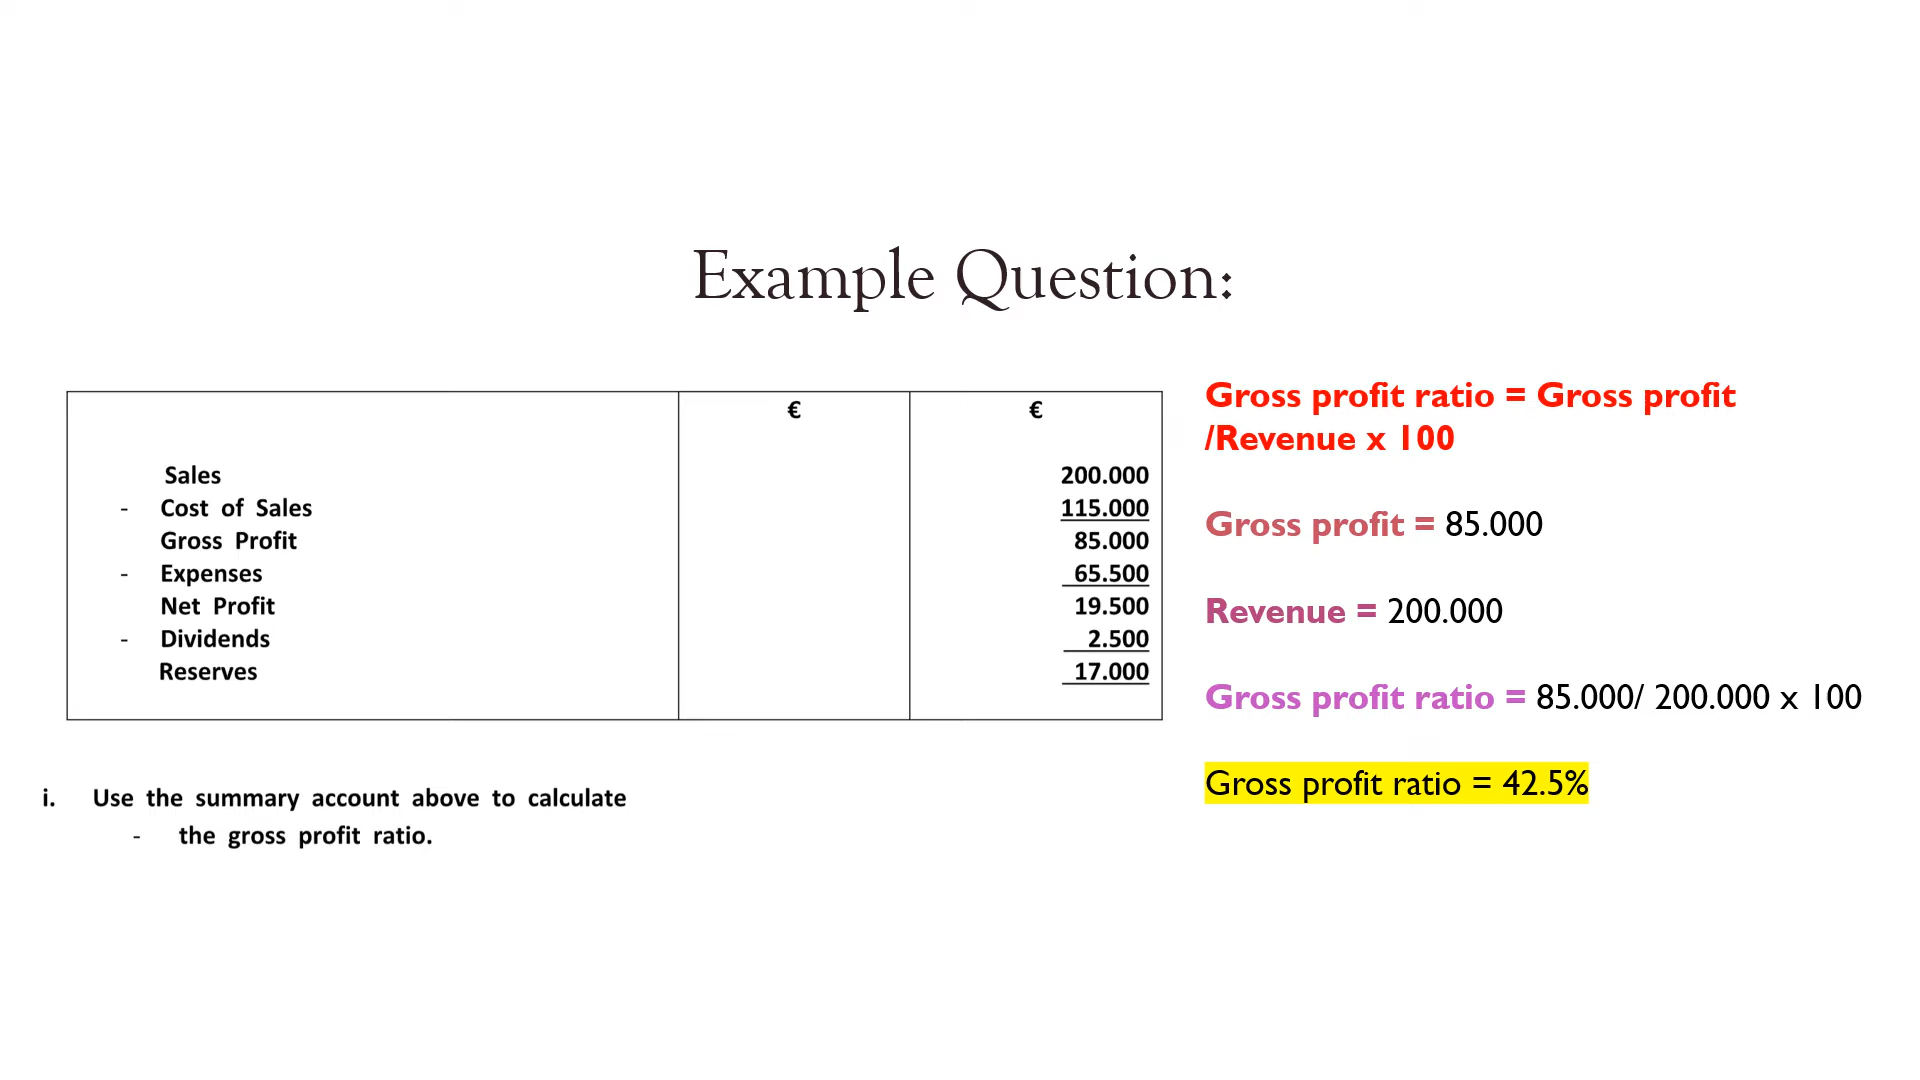 Example Question:
€ €
Sales 200.000
- Cost of Sales 115.000
Gross Profit 85.000
- Expenses 65.500
Net Profit 19.500
- Dividends 2.500
Reserves 17.000
i. Use the summary account above to calculate
- the gross profit ratio.
Gross profit ratio = Gross profit
/Revenue x 100
Gross profit = 85.000
Revenue = 200.000
Gross profit ratio = 85.000/ 200.000 x 100
Gross profit ratio = 42.5%